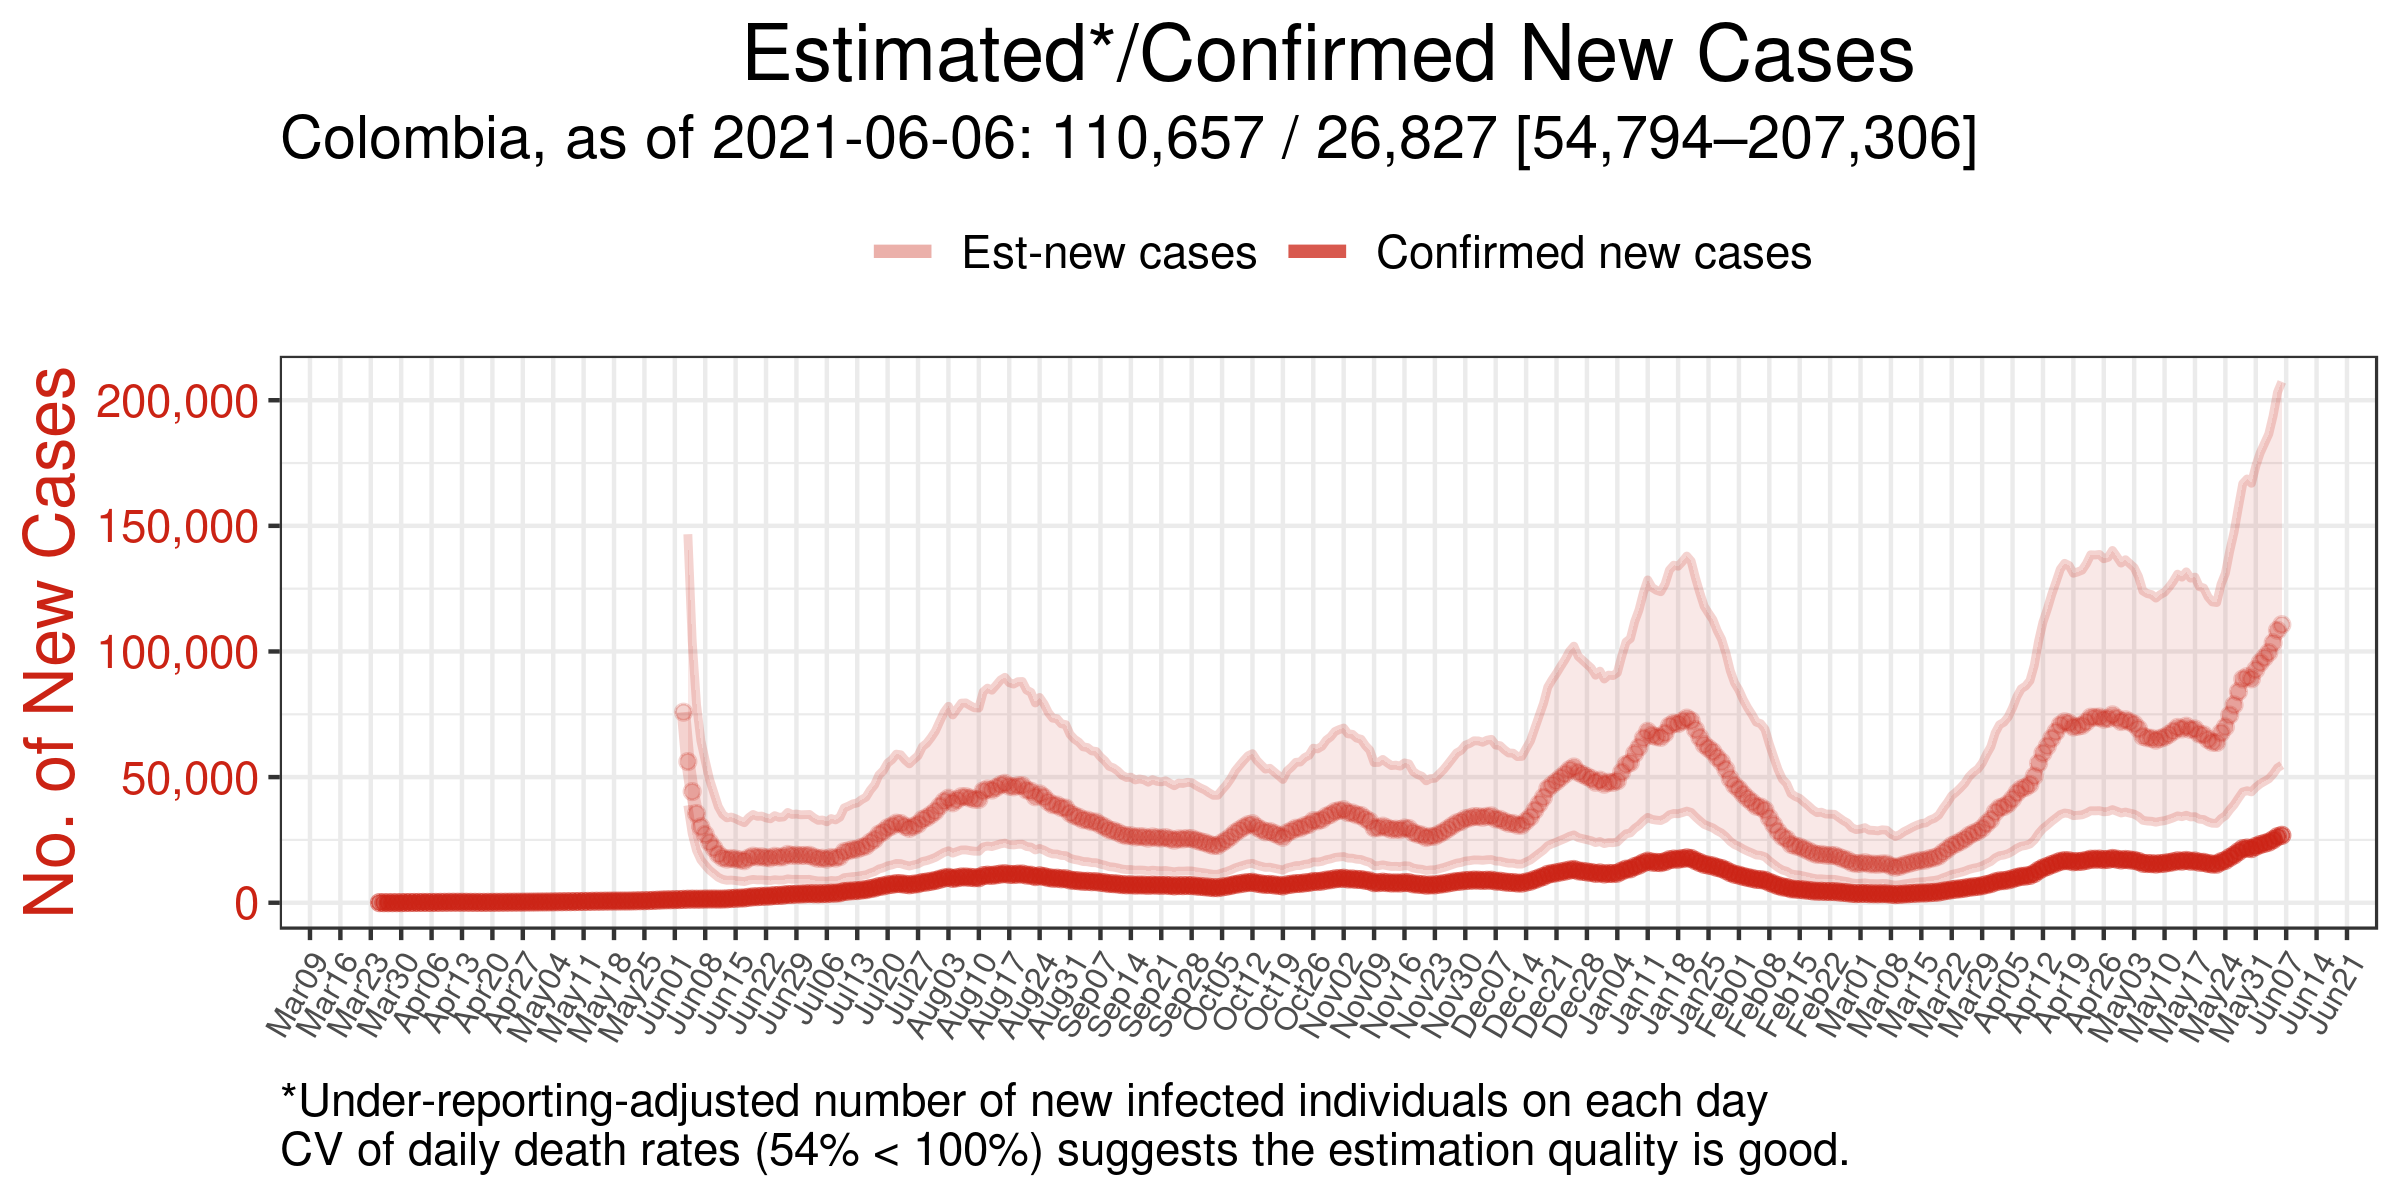 Estimated*/Confirmed New Cases
Colombia, as of 2021-06-06: 110,657 / 26,827 [54,794–207,306]
Est-new cases Confirmed new cases
No. of New Cases
200,000
150,000
100,000
50,000
0
Mar09 Mar16 Mar23 Mar30 Apr06 Apr13 Apr20 Apr27 May04 May11 May18 May25 Jun01 Jun08 Jun15 Jun22 Jun29 Jul06 Jul13 Jul20 Jul27 Aug03 Aug10 Aug17 Aug24 Aug31 Sep07 Sep14 Sep21 Sep28 Oct05 Oct12 Oct19 Oct26 Nov02 Nov09 Nov16 Nov23 Nov30 Dec07 Dec14 Dec21 Dec28 Jan04 Jan11 Jan18 Jan25 Feb01 Feb08 Feb15 Feb22 Mar01 Mar08 Mar15 Mar22 Mar29 Apr05 Apr12 Apr19 Apr26 May03 May10 May17 May24 May31 Jun07 Jun14 Jun21
*Under-reporting-adjusted number of new infected individuals on each day
CV of daily death rates (54% < 100%) suggests the estimation quality is good.